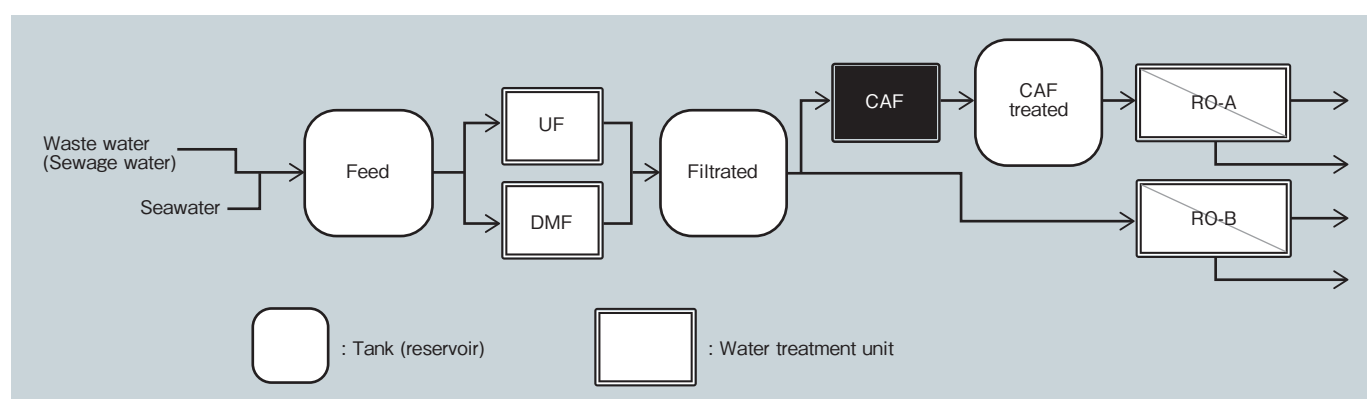 Waste water
(Sewage water)
Seawater
Feed
UF
DMF
Filtrated
CAF
CAF
treated
RO-A
RO-B
: Tank (reservoir)
: Water treatment unit